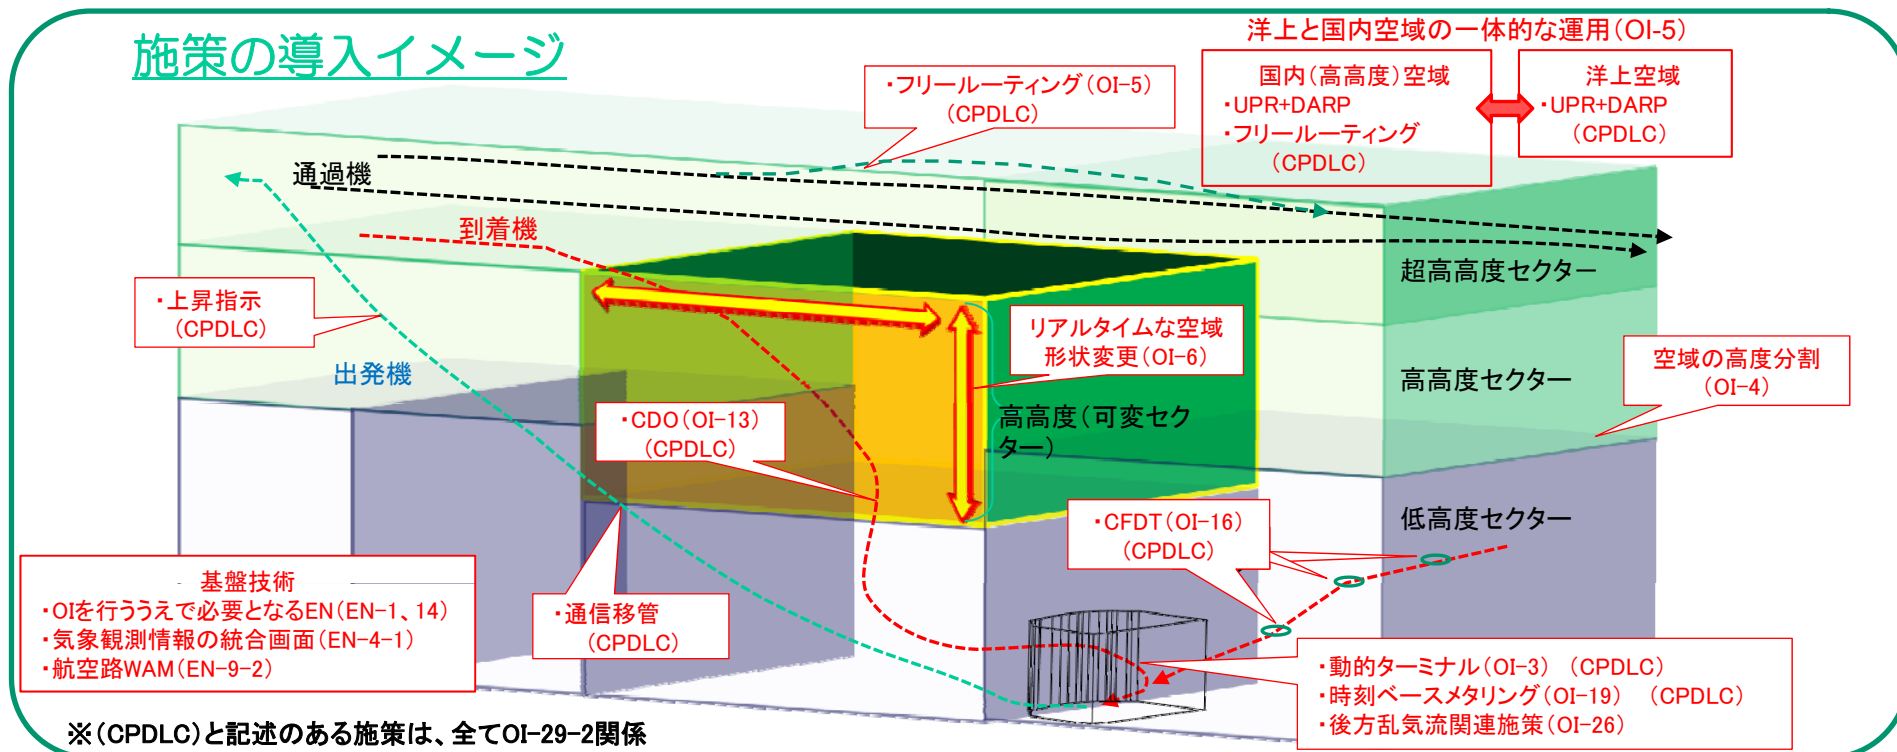 施策の導入イメージ
洋上と国内空域の一体的な運用(OI-5)
国内(高高度)空域
・UPR+DARP
・フリールーティング
(CPDLC)
洋上空域
・UPR+DARP
(CPDLC)
・フリールーティング(OI-5)
(CPDLC)
通過機
到着機
超高高度セクター
・上昇指示
(CPDLC)
リアルタイムな空域
形状変更(OI-6)
空域の高度分割
(OI-4)
出発機
高高度セクター
・CDO(OI-13)
(CPDLC)
高高度(可変セク
ター)
・CFDT(OI-16)
(CPDLC)
低高度セクター
基盤技術
・OIを行ううえで必要となるEN(EN-1、14)
・気象観測情報の統合画面(EN-4-1)
・航空路WAM(EN-9-2)
・通信移管
(CPDLC)
・動的ターミナル(OI-3) (CPDLC)
・時刻ベースメタリング(OI-19) (CPDLC)
・後方乱気流関連施策(OI-26)
※(CPDLC)と記述のある施策は、全てOI-29-2関係